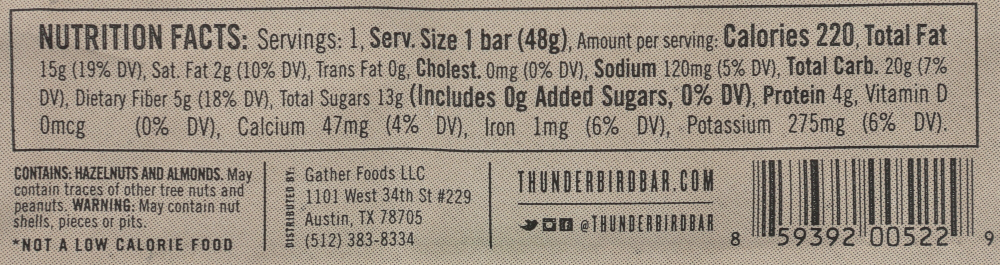 NUTRITION FACTS: Servings: 1, Serv. Size 1 bar (48g), Amount per serving: Calories 220, Total Fat
15g (19% DV), Sat. Fat 2g (10% DV), Trans Fat 0g, Cholest. 0mg (0% DV), Sodium 120mg (5% DV), Total Carb. 20g (7%
DV), Dietary Fiber 5g (18% DV), Total Sugars 13g (Includes 0g Added Sugars, 0% DV), Protein 4g, Vitamin D
0mcg (0% DV), Calcium 47mg (4% DV), Iron 1mg (6% DV), Potassium 275mg (6% DV).
CONTAINS: HAZELNUTS AND ALMONDS. May
contain traces of other tree nuts and
peanuts. WARNING: May contain nut
shells, pieces or pits.
*NOT A LOW CALORIE FOOD
DISTRIBUTED BY:
Gather Foods LLC
1101 West 34th St #229
Austin, TX 78705
(512) 383-8334
THUNDERBIRDBAR.COM
@THUNDERBIRDBAR
8 59392 00522 9